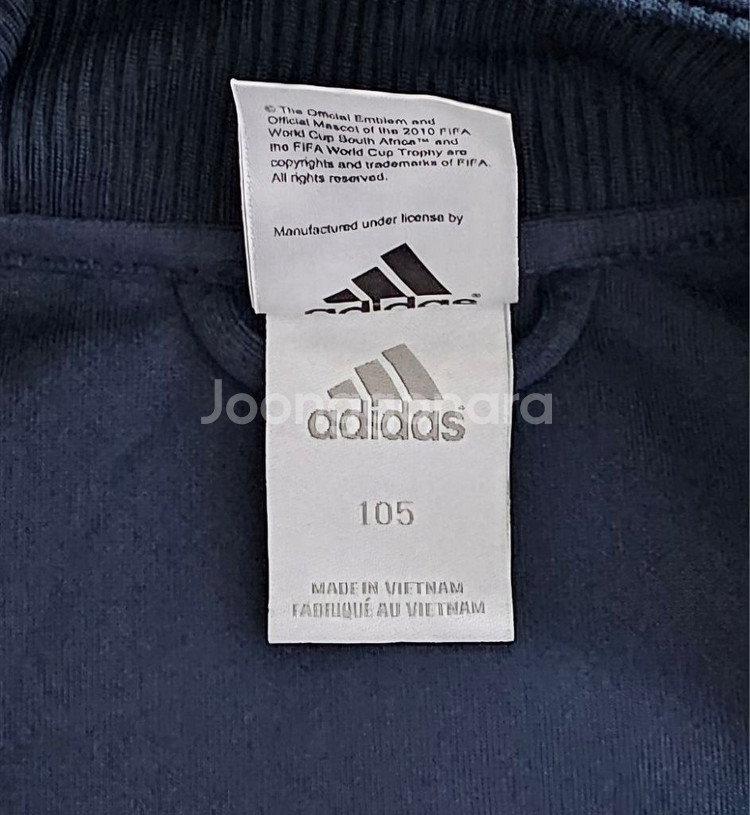 © The Official Emblem and
Official Mascot of the 2010 FIFA
World Cup South Africa™ and
the FIFA World Cup Trophy are
copyrights and trademarks of FIFA.
All rights reserved.
Manufactured under license by
adidas®
adidas
Joonggonara
105
MADE IN VIETNAM
FABRIQUÉ AU VIETNAM